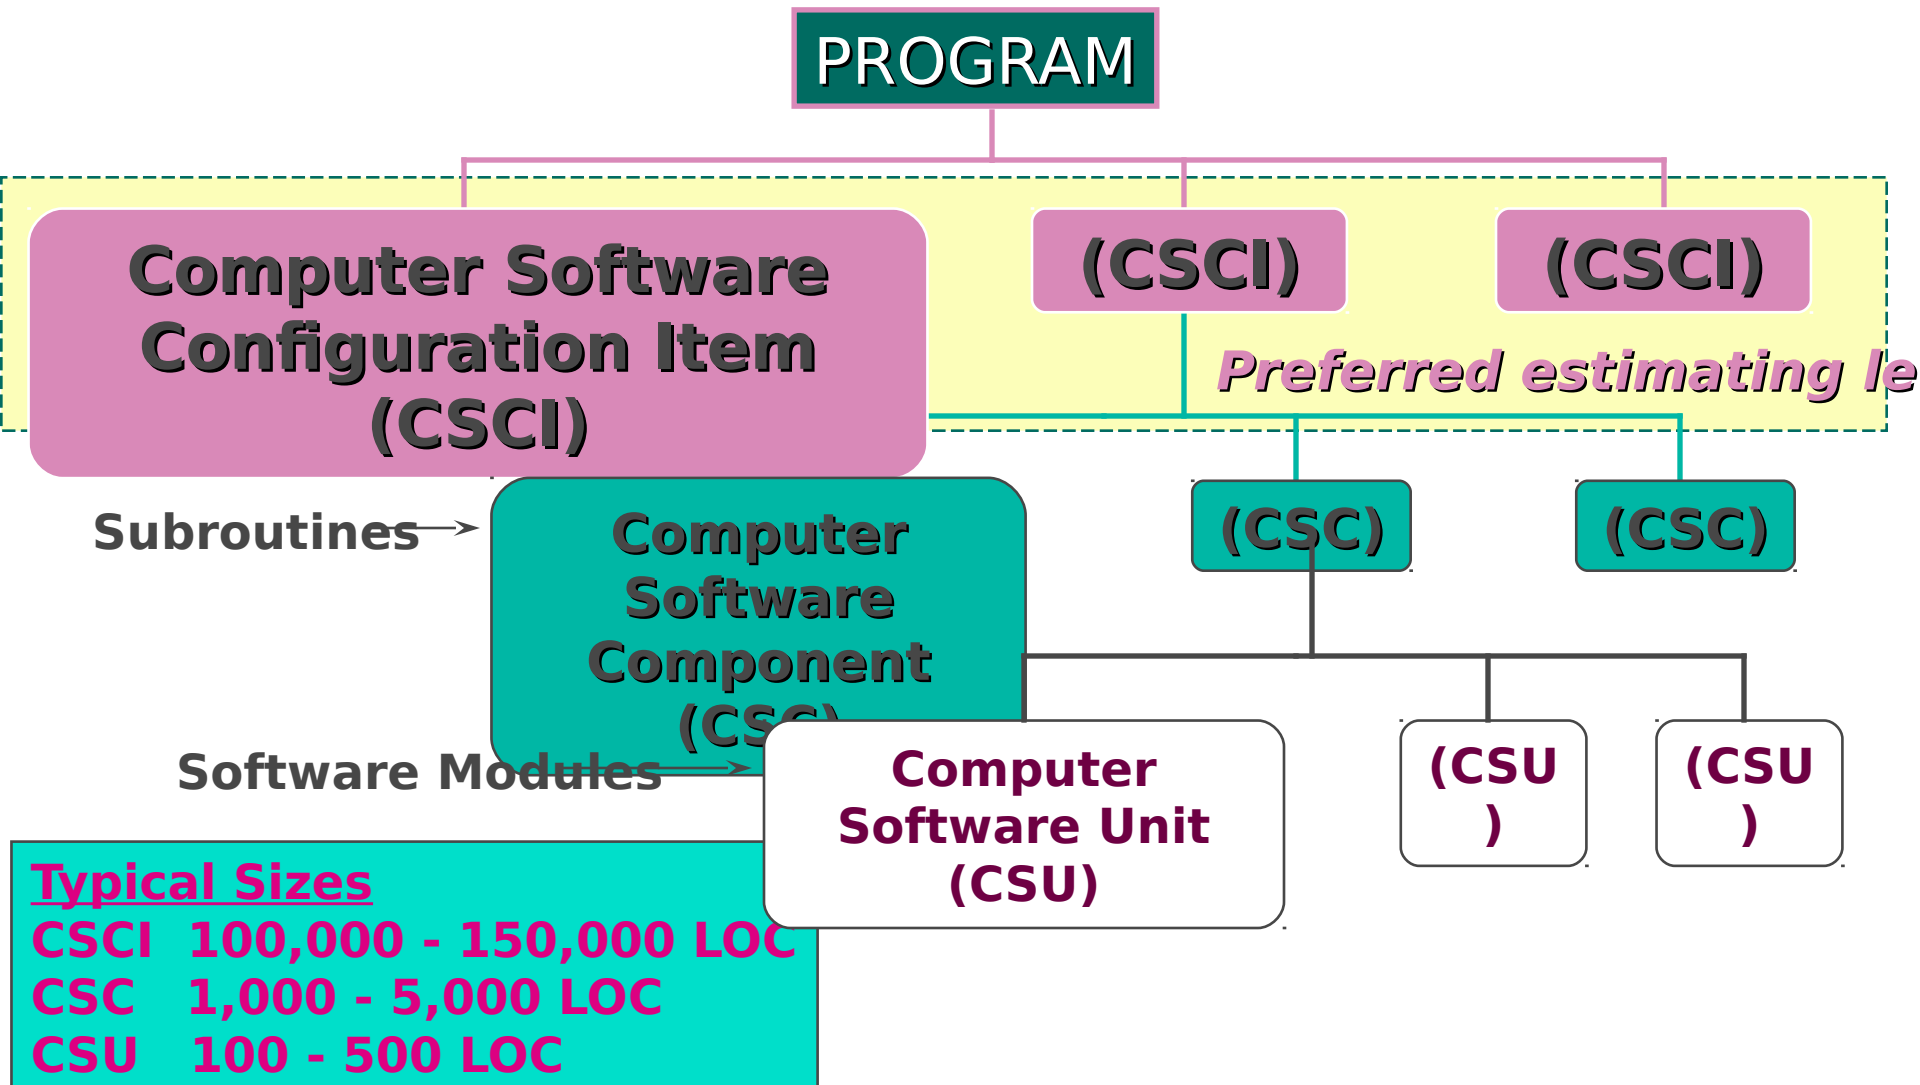 PROGRAM
Computer Software
Configuration Item
(CSCI)
(CSCI)
(CSCI)
Preferred estimating le
Subroutines
Computer
Software
Component
(CSC)
(CSC)
(CSC)
Software Modules
Computer
Software Unit
(CSU)
(CSU
)
(CSU
)
Typical Sizes
CSCI 100,000 - 150,000 LOC
CSC 1,000 - 5,000 LOC
CSU 100 - 500 LOC